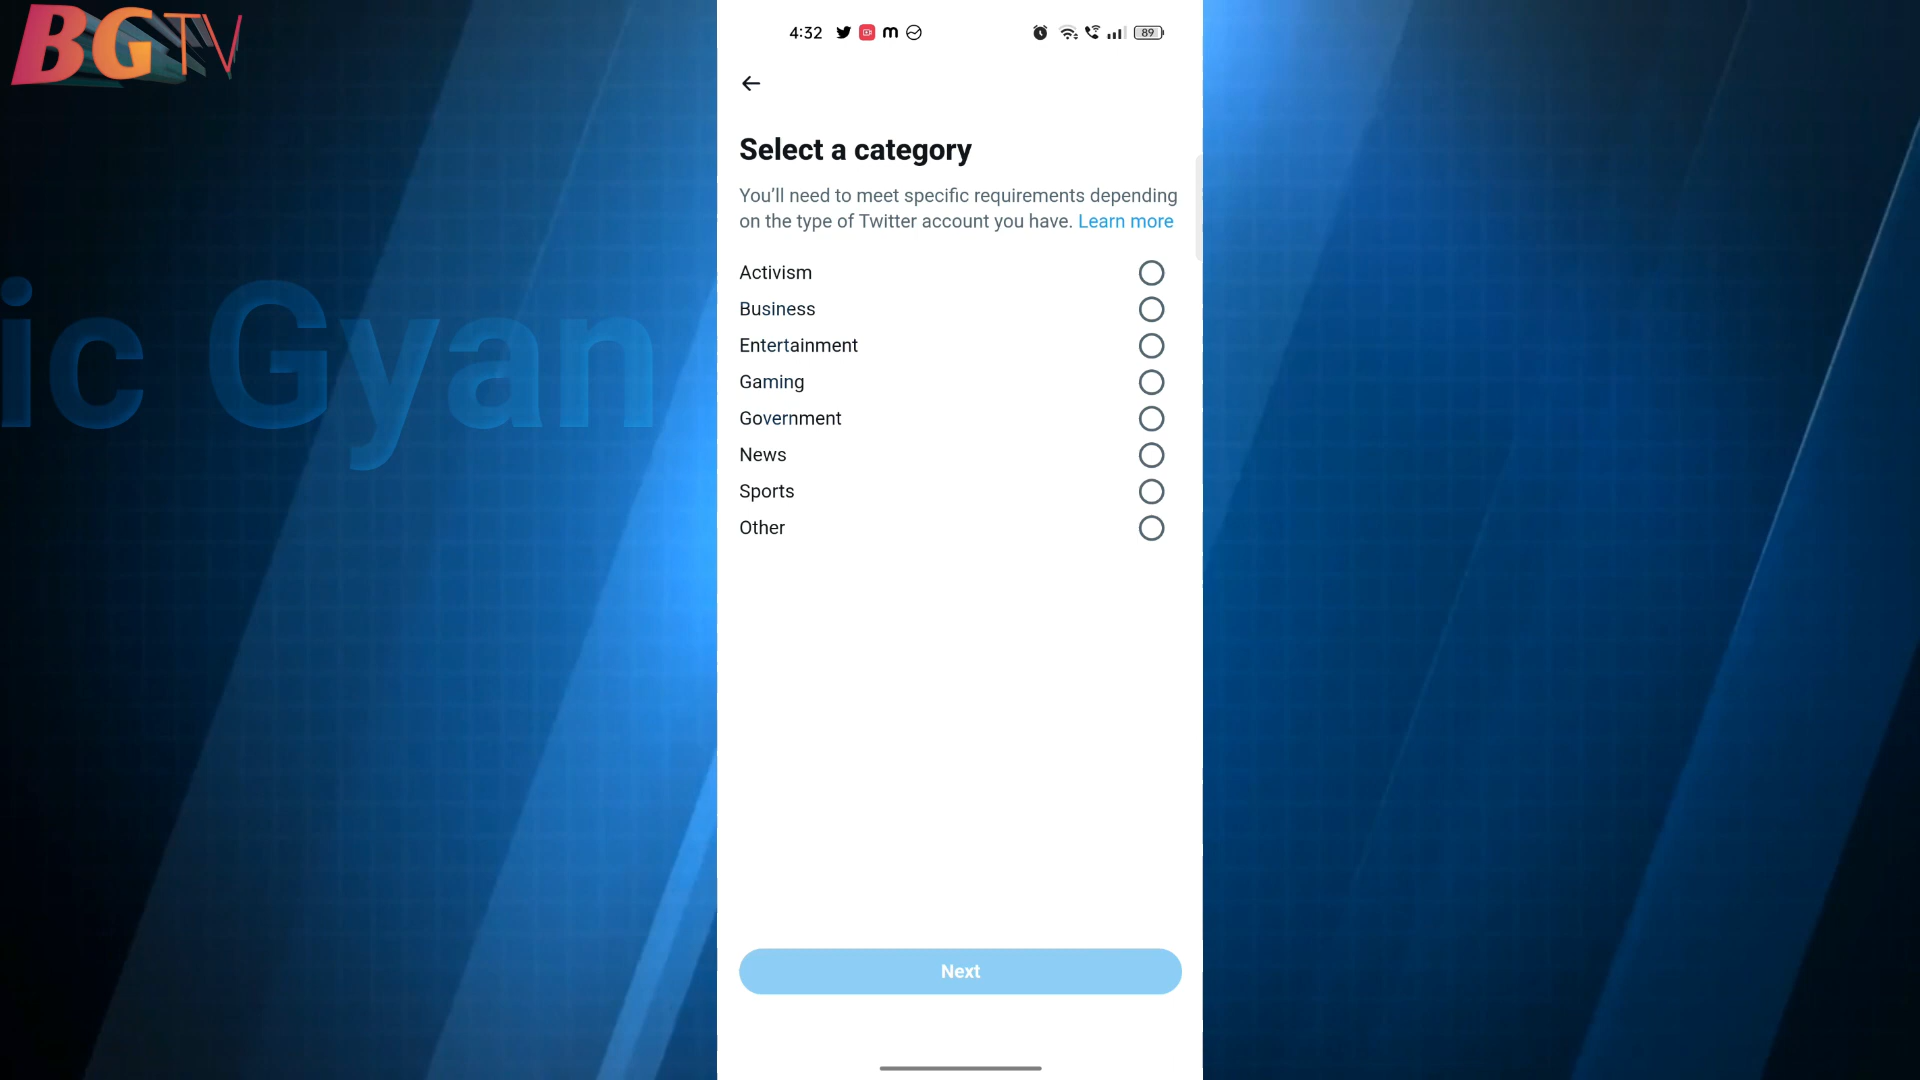 BGTV
ic Gyan
4:32
89
Select a category
You'll need to meet specific requirements depending
on the type of Twitter account you have. Learn more
Activism
Business
Entertainment
Gaming
Government
News
Sports
Other
Next